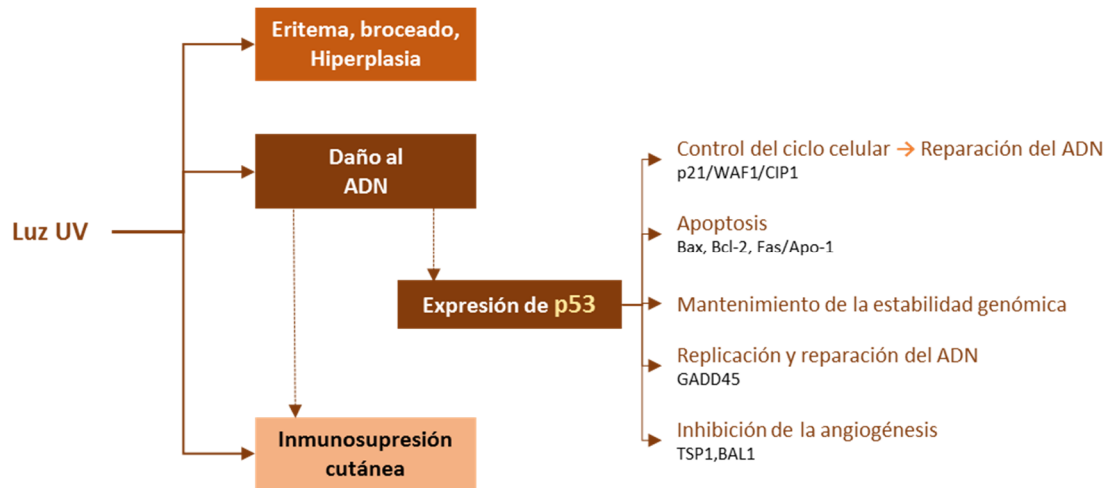 Eritema, broceado,
Hiperplasia
Daño al
ADN
Luz UV
Expresión de p53
Inmunosupresión
cutánea
Control del ciclo celular → Reparación del ADN
p21/WAF1/CIP1
Apoptosis
Bax, Bcl-2, Fas/Apo-1
Mantenimiento de la estabilidad genómica
Replicación y reparación del ADN
GADD45
Inhibición de la angiogénesis
TSP1,BAL1